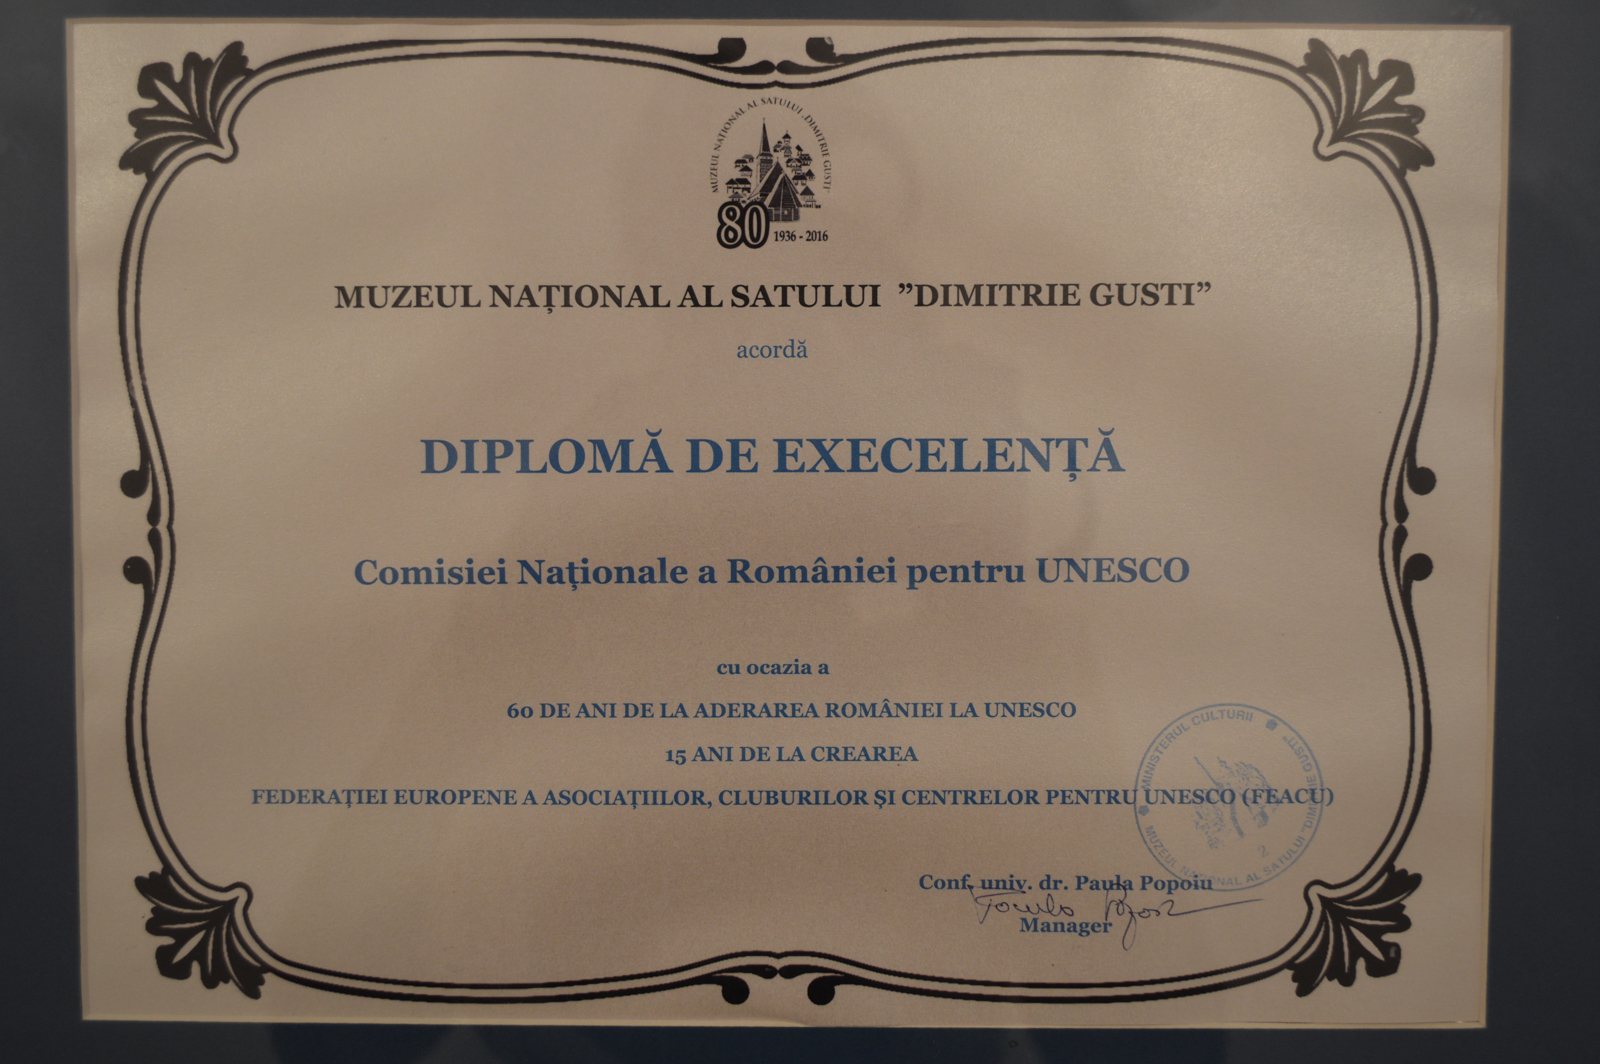 MUZEUL NAȚIONAL AL SATULUI „DIMITRIE GUSTI”
80 1936 - 2016
MUZEUL NAȚIONAL AL SATULUI ”DIMITRIE GUSTI”
acordă
DIPLOMĂ DE EXECELENȚĂ
Comisiei Naționale a României pentru UNESCO
cu ocazia a
60 DE ANI DE LA ADERAREA ROMÂNIEI LA UNESCO
15 ANI DE LA CREAREA
FEDERAȚIEI EUROPENE A ASOCIAȚIILOR, CLUBURILOR ȘI CENTRELOR PENTRU UNESCO (FEACU)
MINISTERUL CULTURII
MUZEUL NAȚIONAL AL SATULUI "DIMITRIE GUSTI"
2
Conf. univ. dr. Paula Popoiu
Manager